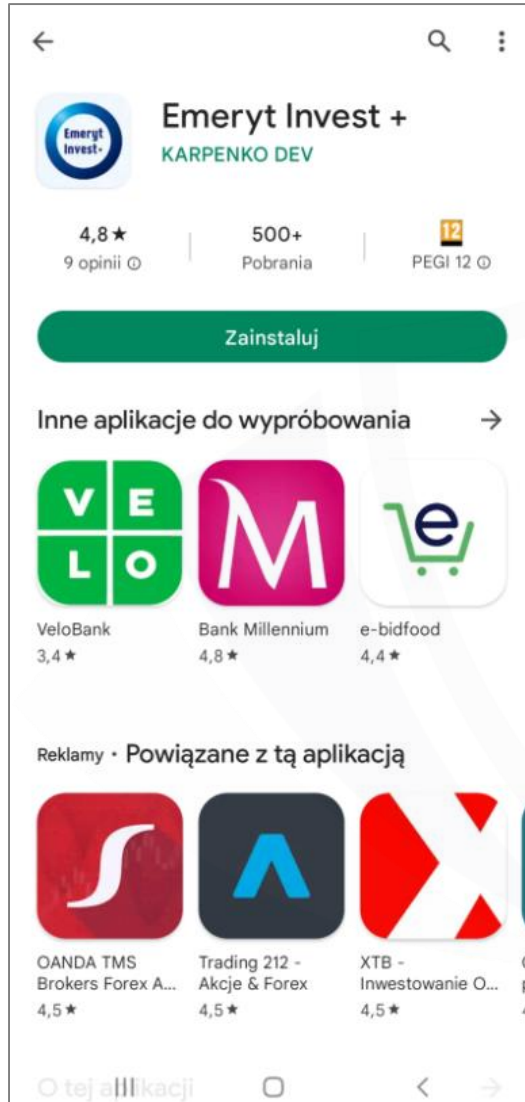 Emeryt Invest +
KARPENKO DEV
Emeryt
Invest+
4,8★
500+
12
9 opinii
Pobrania
PEGI 12
Zainstaluj
Inne aplikacje do wypróbowania
V E
L O
M
e
VeloBank
Bank Millennium
e-bidfood
3,4★
4,8★
4,4★
Reklamy • Powiązane z tą aplikacją
OANDA TMS
Brokers Forex A...
Trading 212 -
Akcje & Forex
XTB -
Inwestowanie O...
4,5★
4,5★
4,5★
O tej aplikacji